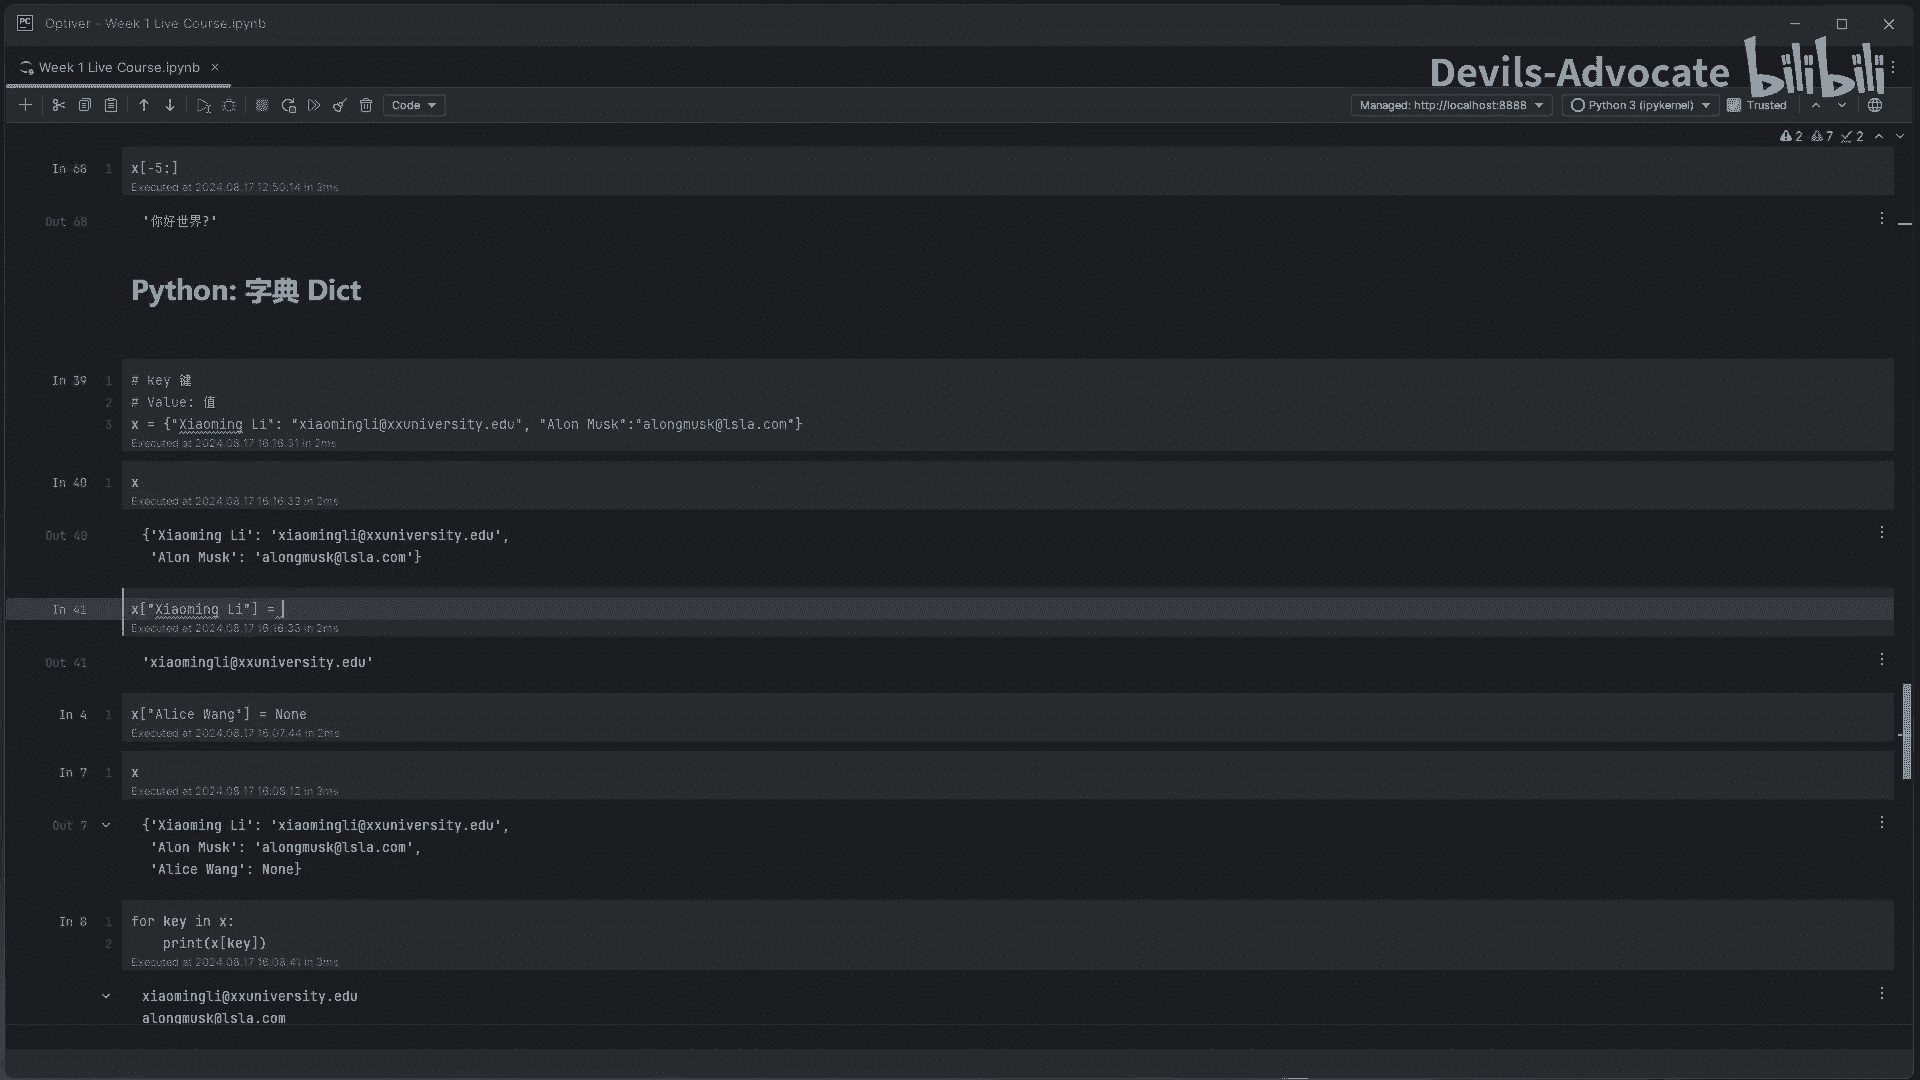 Optiver – Week 1 Live Course.ipynb
Week 1 Live Course.ipynb
Devils-Advocate bilibili
Code
Managed: http://localhost:8888
Python 3 (ipykernel)
Trusted
2 7 2
In 68 1 x[-5:]
Executed at 2024.08.17 12:50:14 in 3ms
Out 68 '你好世界?'
Python: 字典 Dict
In 39 1 # key 键
2 # Value: 值
3 x = {"Xiaoming Li": "xiaomingli@xxuniversity.edu", "Alon Musk":"alongmusk@lsla.com"}
Executed at 2024.08.17 16:16:31 in 2ms
In 40 1 x
Executed at 2024.08.17 16:16:33 in 2ms
Out 40 {'Xiaoming Li': 'xiaomingli@xxuniversity.edu',
'Alon Musk': 'alongmusk@lsla.com'}
In 41 x["Xiaoming Li"] =
Executed at 2024.08.17 16:16:33 in 2ms
Out 41 'xiaomingli@xxuniversity.edu'
In 4 1 x["Alice Wang"] = None
Executed at 2024.08.17 16:07:44 in 2ms
In 7 1 x
Executed at 2024.08.17 16:08:12 in 3ms
Out 7 {'Xiaoming Li': 'xiaomingli@xxuniversity.edu',
'Alon Musk': 'alongmusk@lsla.com',
'Alice Wang': None}
In 8 1 for key in x:
2 print(x[key])
Executed at 2024.08.17 16:08:41 in 3ms
xiaomingli@xxuniversity.edu
alongmusk@lsla.com